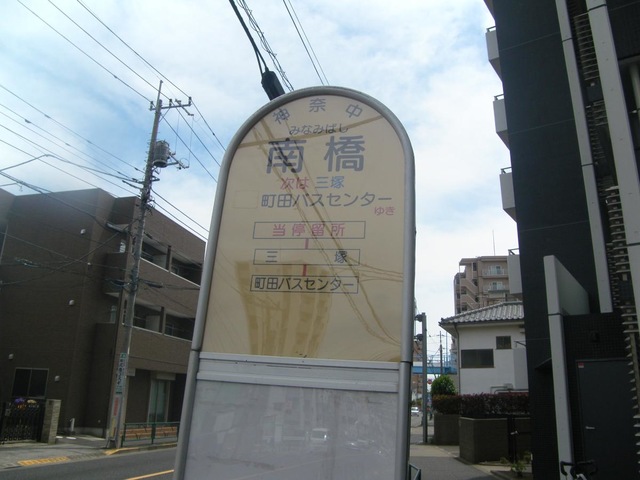 神奈中
みなみばし
南橋
次は 三塚
町田バスセンター
ゆき
当停留所
三塚
町田バスセンター